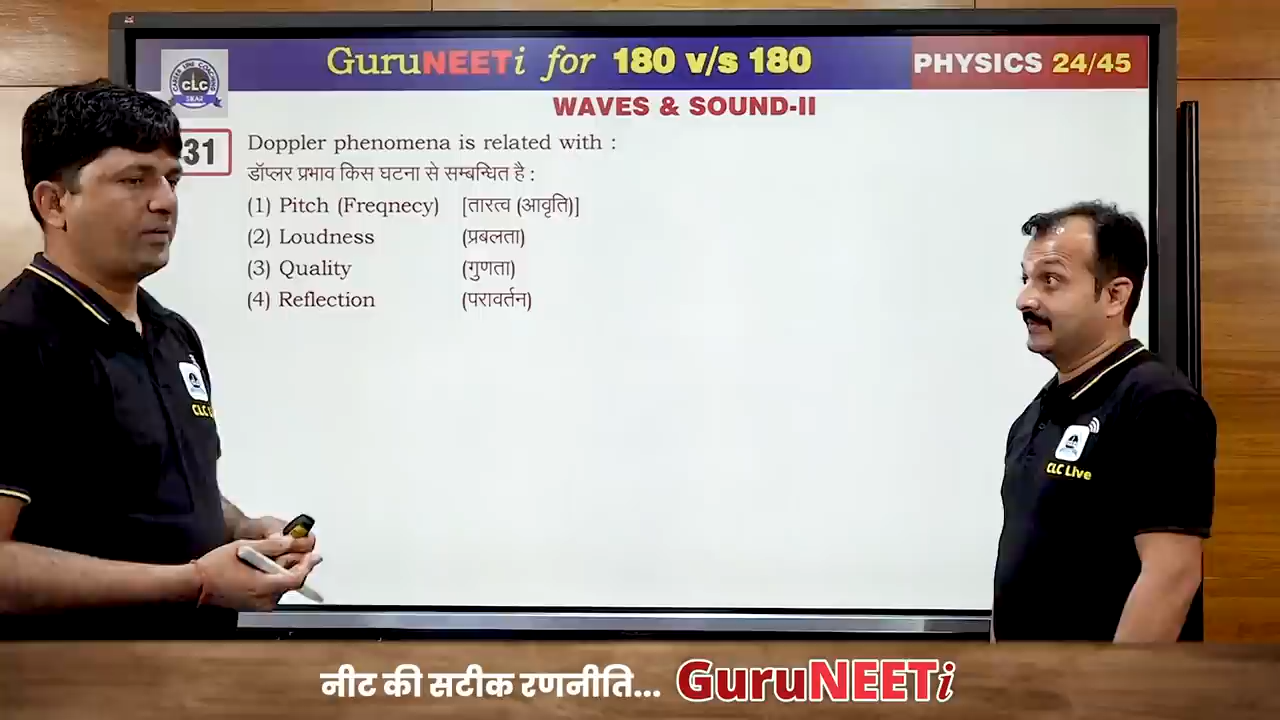 GuruNEETi for 180 v/s 180
PHYSICS 24/45
CLC
WAVES & SOUND-II
31
Doppler phenomena is related with :
डॉप्लर प्रभाव किस घटना से सम्बन्धित है :
(1) Pitch (Freqnecy) [तारत्व (आवृति)]
(2) Loudness (प्रबलता)
(3) Quality (गुणता)
(4) Reflection (परावर्तन)
CLC Live
नीट की सटीक रणनीति... GuruNEETi